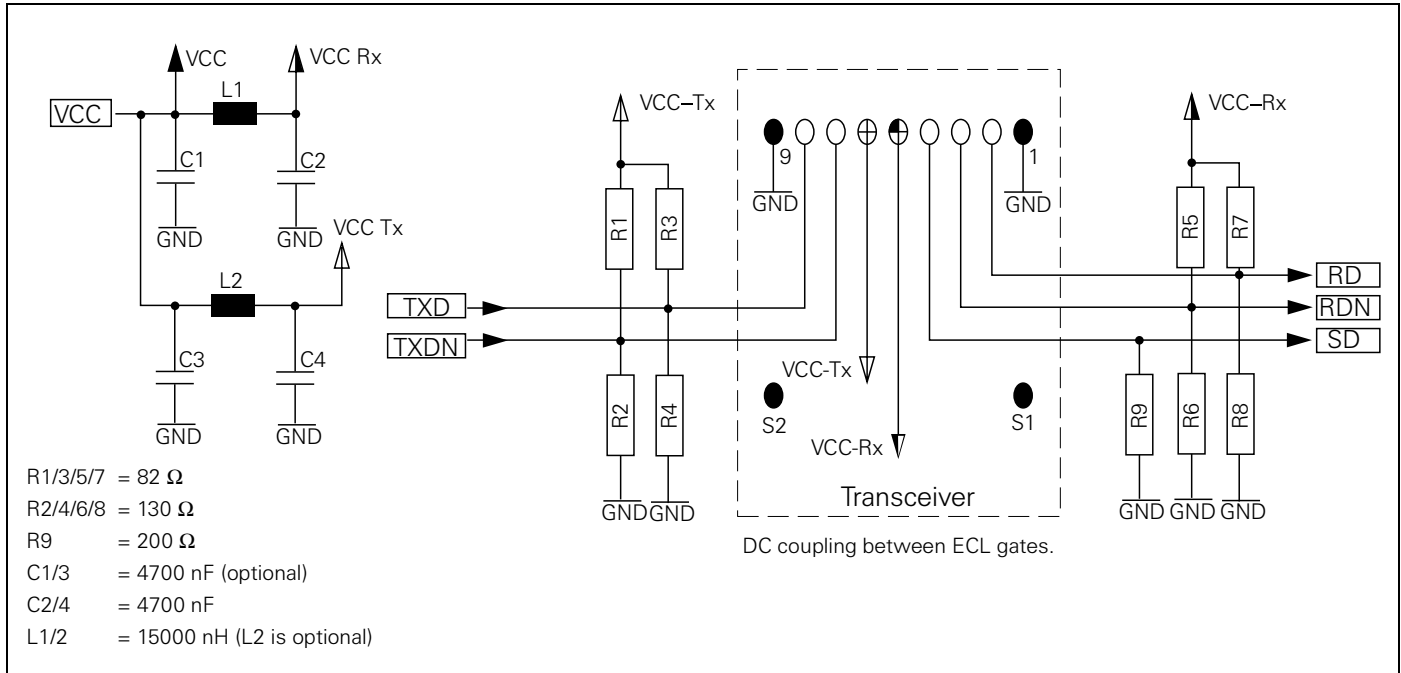 VCC
VCC Rx
L1
VCC
C1
C2
GND
GND
VCC Tx
L2
C3
C4
GND
GND
R1/3/5/7 = 82 Ω
R2/4/6/8 = 130 Ω
R9 = 200 Ω
C1/3 = 4700 nF (optional)
C2/4 = 4700 nF
L1/2 = 15000 nH (L2 is optional)
VCC–Tx
R1
R3
TXD
TXDN
R2
R4
GND
GND
9
1
GND
GND
VCC-Tx
S2
S1
VCC-Rx
Transceiver
DC coupling between ECL gates.
VCC–Rx
R5
R7
RD
RDN
SD
R9
R6
R8
GND
GND
GND